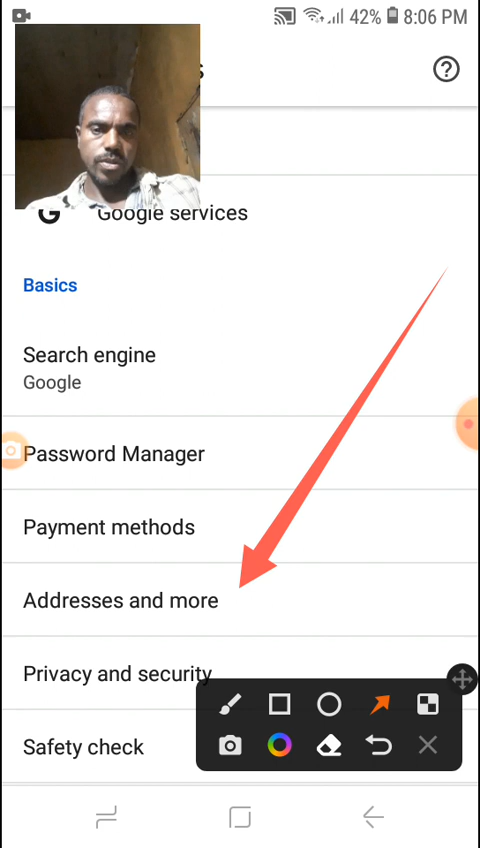 42% 8:06 PM
s
Google services
Basics
Search engine
Google
Password Manager
Payment methods
Addresses and more
Privacy and security
Safety check